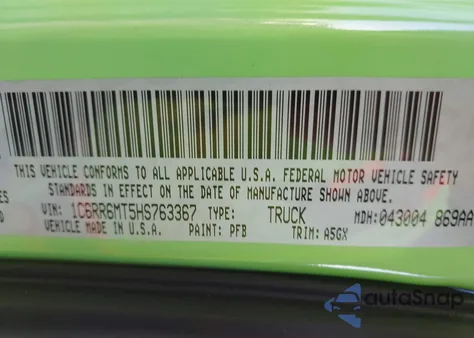 THIS VEHICLE CONFORMS TO ALL APPLICABLE U.S.A. FEDERAL MOTOR VEHICLE SAFETY
STANDARDS IN EFFECT ON THE DATE OF MANUFACTURE SHOWN ABOVE.
VIN: 1C6RR6MT5HS763367 TYPE: TRUCK MDH: 043004 869AA
VEHICLE MADE IN U.S.A. PAINT: PFB TRIM: A5GX
autoSnap